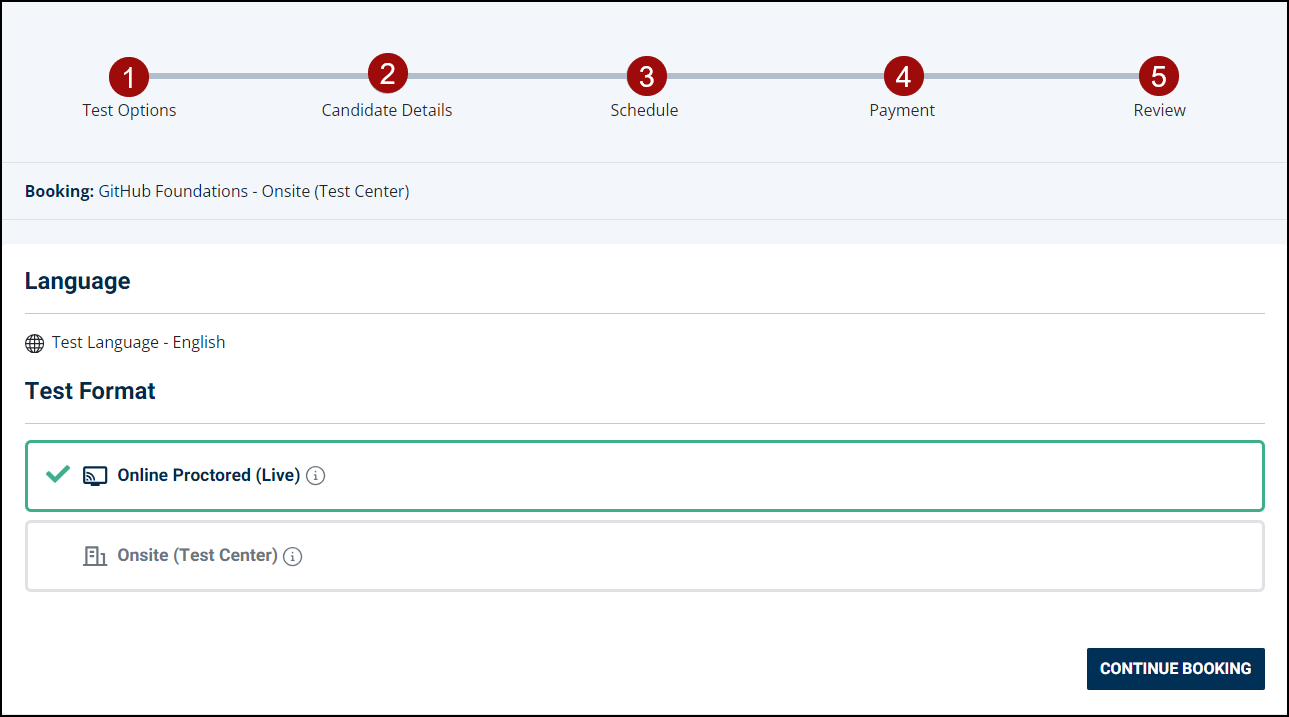 1 2 3 4 5
Test Options Candidate Details Schedule Payment Review
Booking: GitHub Foundations - Onsite (Test Center)
Language
Test Language - English
Test Format
Online Proctored (Live)
Onsite (Test Center)
CONTINUE BOOKING